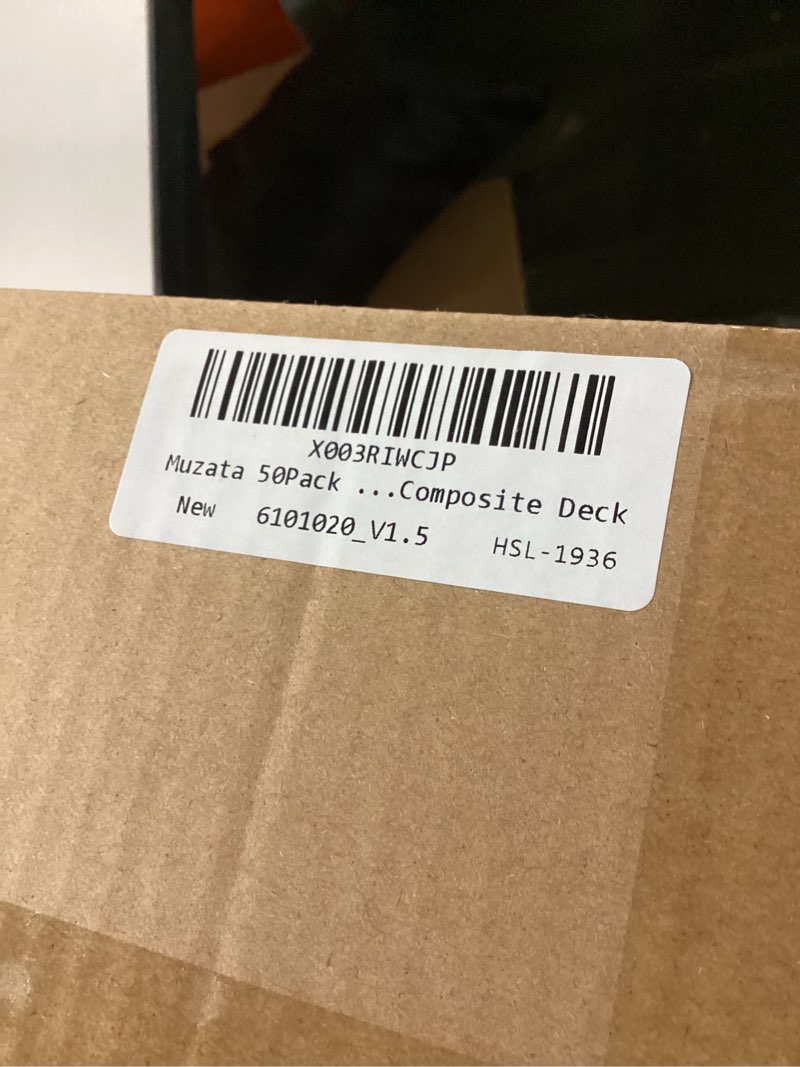 X003RIWCJP
Muzata 50Pack ...Composite Deck
New 6101020_V1.5 HSL-1936